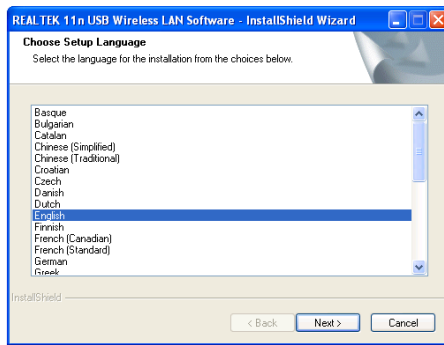 REALTEK 11n USB Wireless LAN Software - InstallShield Wizard
Choose Setup Language
Select the language for the installation from the choices below.
Basque
Bulgarian
Catalan
Chinese (Simplified)
Chinese (Traditional)
Croatian
Czech
Danish
Dutch
English
Finnish
French (Canadian)
French (Standard)
German
Greek
InstallShield
< Back
Next >
Cancel